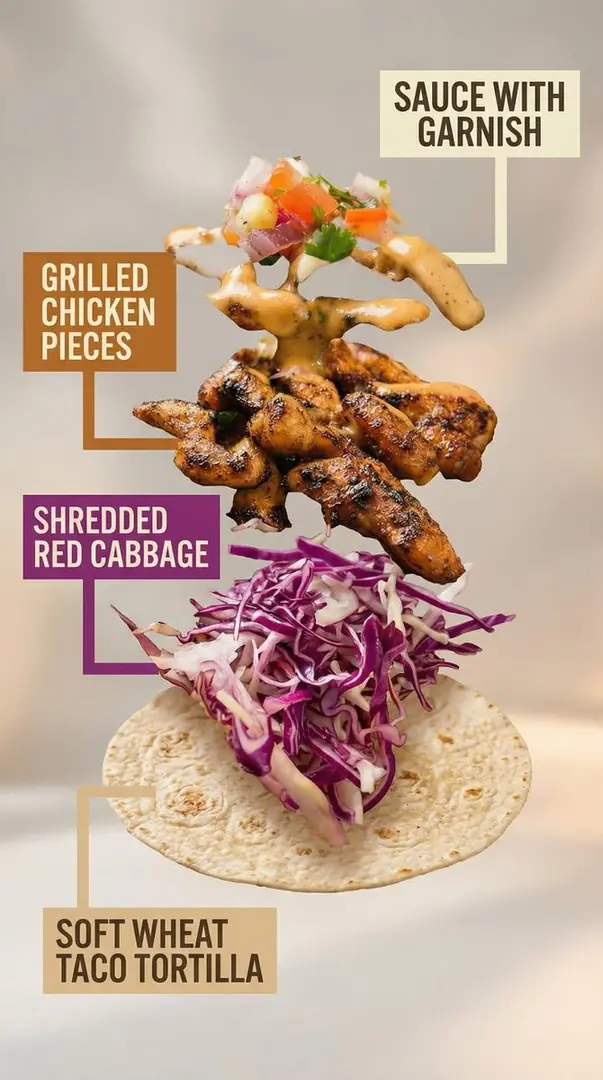 SAUCE WITH
GARNISH
GRILLED
CHICKEN
PIECES
SHREDDED
RED CABBAGE
SOFT WHEAT
TACO TORTILLA